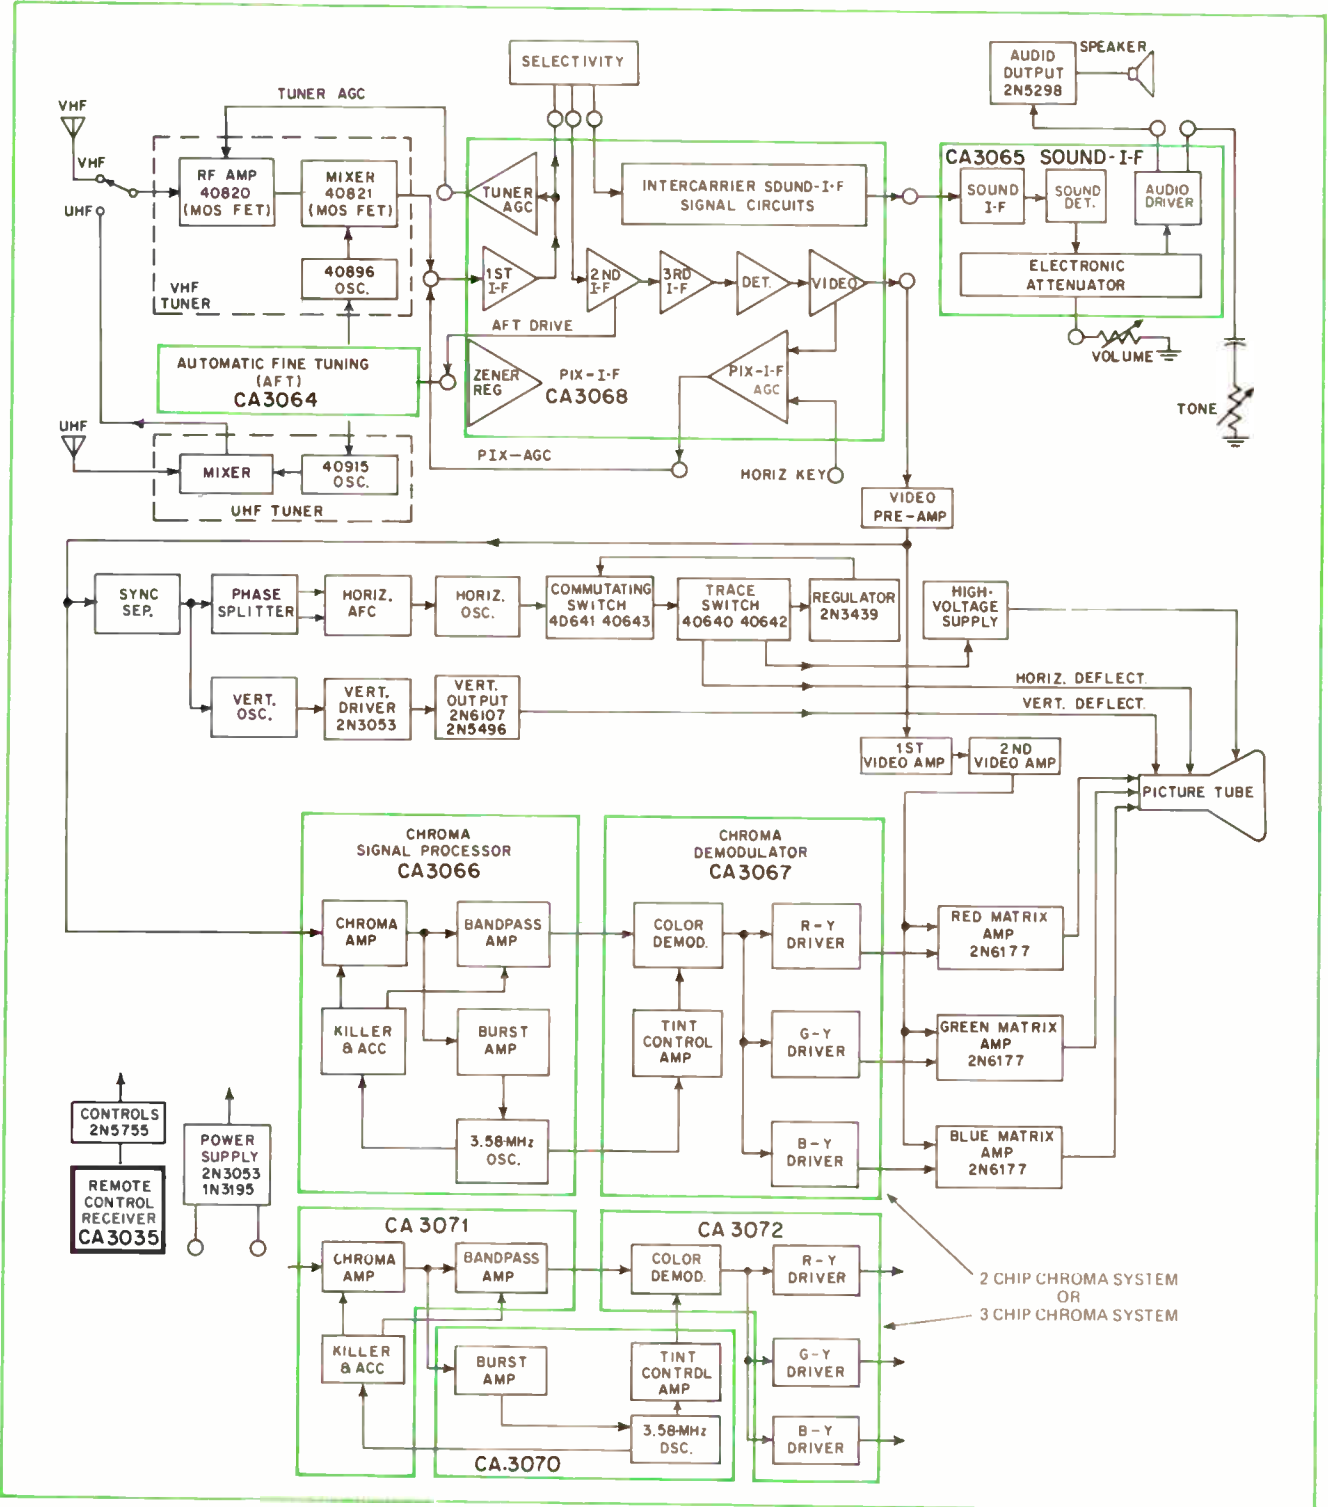 SELECTIVITY
AUDIO
OUTPUT
2N5298
SPEAKER
TUNER AGC
VHF
VHF
UHF
RF AMP
40820
(MOS FET)
MIXER
40821
(MOS FET)
40896
OSC.
VHF
TUNER
TUNER
AGC
INTERCARRIER SOUND-I-F
SIGNAL CIRCUITS
CA3065 SOUND-I-F
SOUND
I-F
SOUND
DET.
AUDIO
DRIVER
ELECTRONIC
ATTENUATOR
VOLUME
TONE
1ST
I-F
2ND
I-F
3RD
I-F
DET.
VIDEO
AFT DRIVE
ZENER
REG
PIX-I-F
CA3068
PIX-I-F
AGC
AUTOMATIC FINE TUNING
(AFT)
CA3064
UHF
MIXER
40915
OSC.
UHF TUNER
PIX-AGC
HORIZ KEY
VIDEO
PRE-AMP
SYNC
SEP.
PHASE
SPLITTER
HORIZ.
AFC
HORIZ.
OSC.
COMMUTATING
SWITCH
40641 40643
TRACE
SWITCH
40640 40642
REGULATOR
2N3439
HIGH-
VOLTAGE
SUPPLY
VERT.
OSC.
VERT.
DRIVER
2N3053
VERT.
OUTPUT
2N6107
2N5496
HORIZ. DEFLECT.
VERT. DEFLECT.
1ST
VIDEO AMP
2ND
VIDEO AMP
PICTURE TUBE
CHROMA
SIGNAL PROCESSOR
CA3066
CHROMA
AMP
BANDPASS
AMP
KILLER
& ACC
BURST
AMP
3.58-MHz
OSC.
CHROMA
DEMODULATOR
CA3067
COLOR
DEMOD.
TINT
CONTROL
AMP
R-Y
DRIVER
G-Y
DRIVER
B-Y
DRIVER
RED MATRIX
AMP
2N6177
GREEN MATRIX
AMP
2N6177
BLUE MATRIX
AMP
2N6177
CONTROLS
2N5755
REMOTE
CONTROL
RECEIVER
CA3035
POWER
SUPPLY
2N3053
1N3195
CA 3071
CHROMA
AMP
BANDPASS
AMP
KILLER
& ACC
BURST
AMP
TINT
CONTROL
AMP
3.58-MHz
OSC.
CA.3070
CA 3072
COLOR
DEMOD.
R-Y
DRIVER
G-Y
DRIVER
B-Y
DRIVER
2 CHIP CHROMA SYSTEM
OR
3 CHIP CHROMA SYSTEM